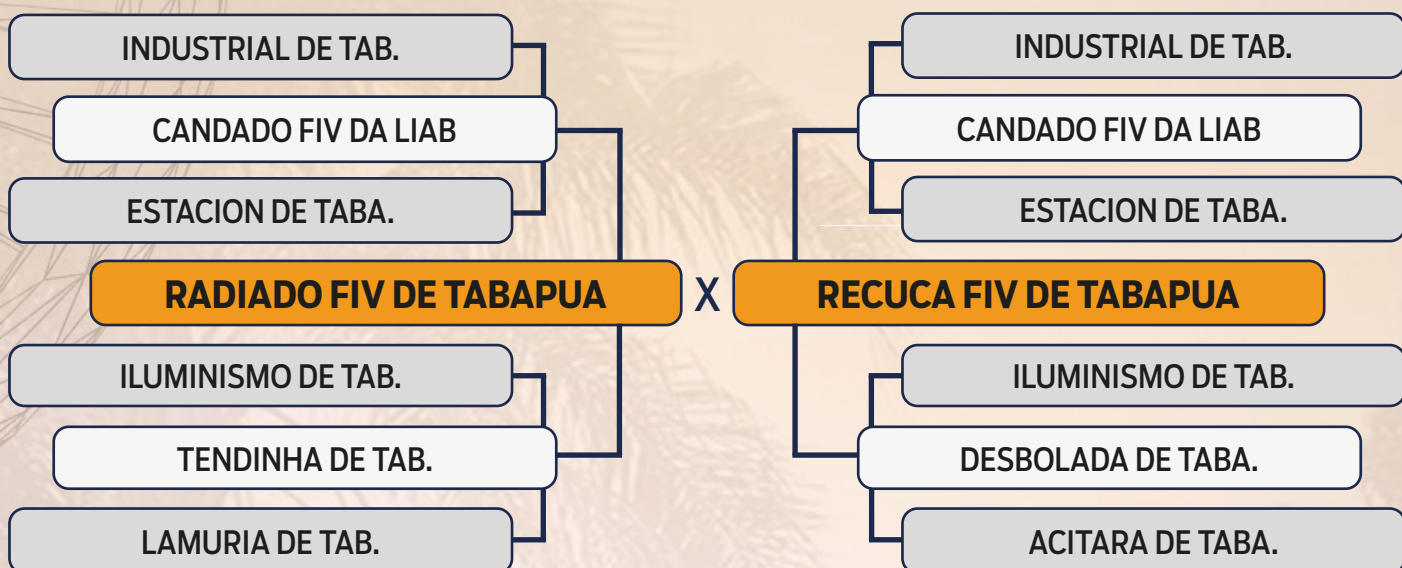 INDUSTRIAL DE TAB.
CANDADO FIV DA LIAB
ESTACION DE TABA.
RADIADO FIV DE TABAPUA
ILUMINISMO DE TAB.
TENDINHA DE TAB.
LAMURIA DE TAB.
X
INDUSTRIAL DE TAB.
CANDADO FIV DA LIAB
ESTACION DE TABA.
RECUCA FIV DE TABAPUA
ILUMINISMO DE TAB.
DESBOLADA DE TABA.
ACITARA DE TABA.